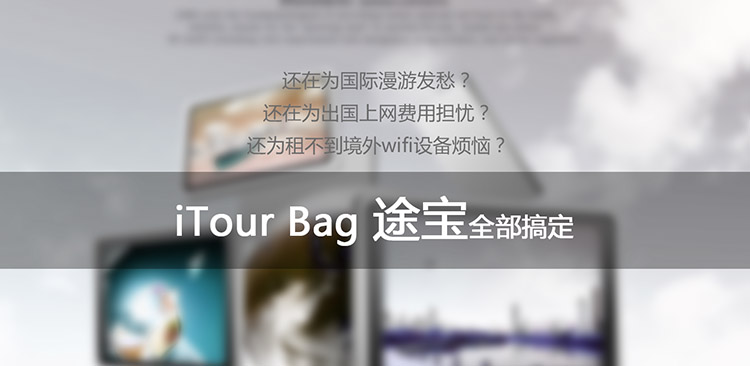 还在为国际漫游发愁？
还在为出国上网费用担忧？
还为租不到境外wifi设备烦恼？
iTour Bag 途宝全部搞定